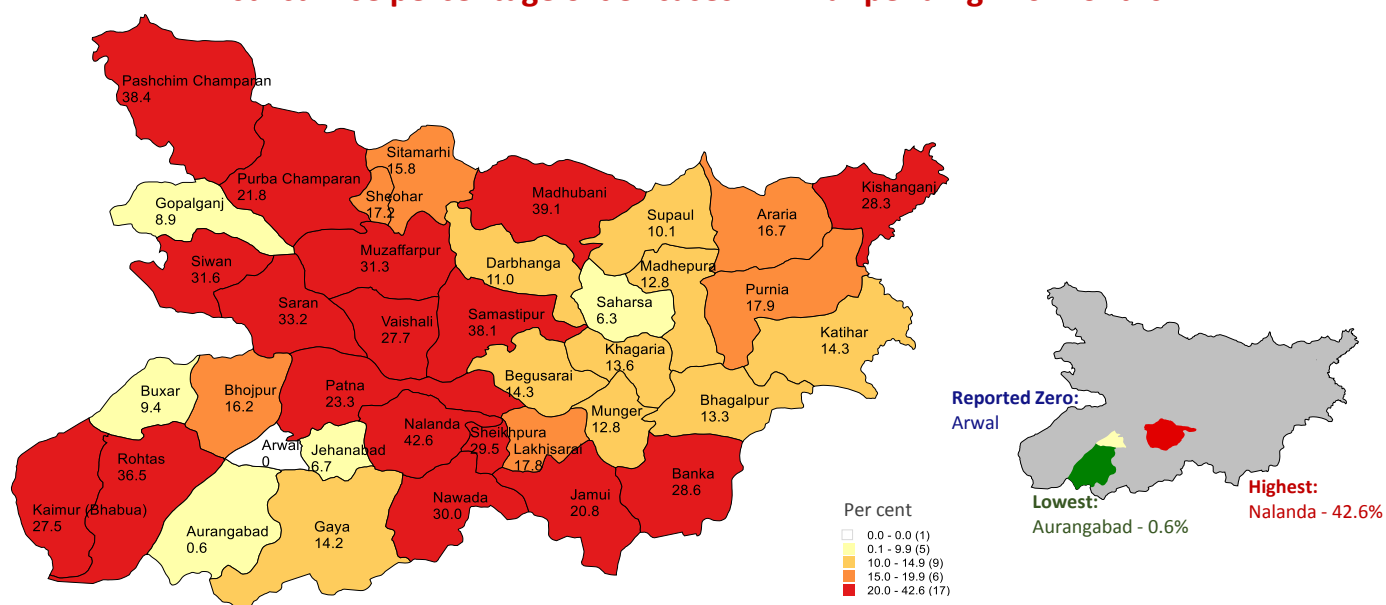 Pashchim Champaran
38.4
Sitamarhi
15.8
Purba Champaran
21.8
Sheohar
17.2
Madhubani
39.1
Kishanganj
28.3
Gopalganj
8.9
Supaul
10.1
Araria
16.7
Muzaffarpur
31.3
Siwan
31.6
Darbhanga
11.0
Madhepura
12.8
Saran
33.2
Saharsa
6.3
Purnia
17.9
Vaishali
27.7
Samastipur
38.1
Katihar
14.3
Khagaria
13.6
Buxar
9.4
Bhojpur
16.2
Patna
23.3
Begusarai
14.3
Munger
12.8
Bhagalpur
13.3
Nalanda
42.6
Sheikhpura
29.5
Lakhisarai
17.8
Arwal
0
Jehanabad
6.7
Rohtas
36.5
Banka
28.6
Kaimur (Bhabua)
27.5
Nawada
30.0
Jamui
20.8
Aurangabad
0.6
Gaya
14.2
Per cent
0.0 - 0.0 (1)
0.1 - 9.9 (5)
10.0 - 14.9 (9)
15.0 - 19.9 (6)
20.0 - 42.6 (17)
Reported Zero:
Arwal
Lowest:
Aurangabad - 0.6%
Highest:
Nalanda - 42.6%